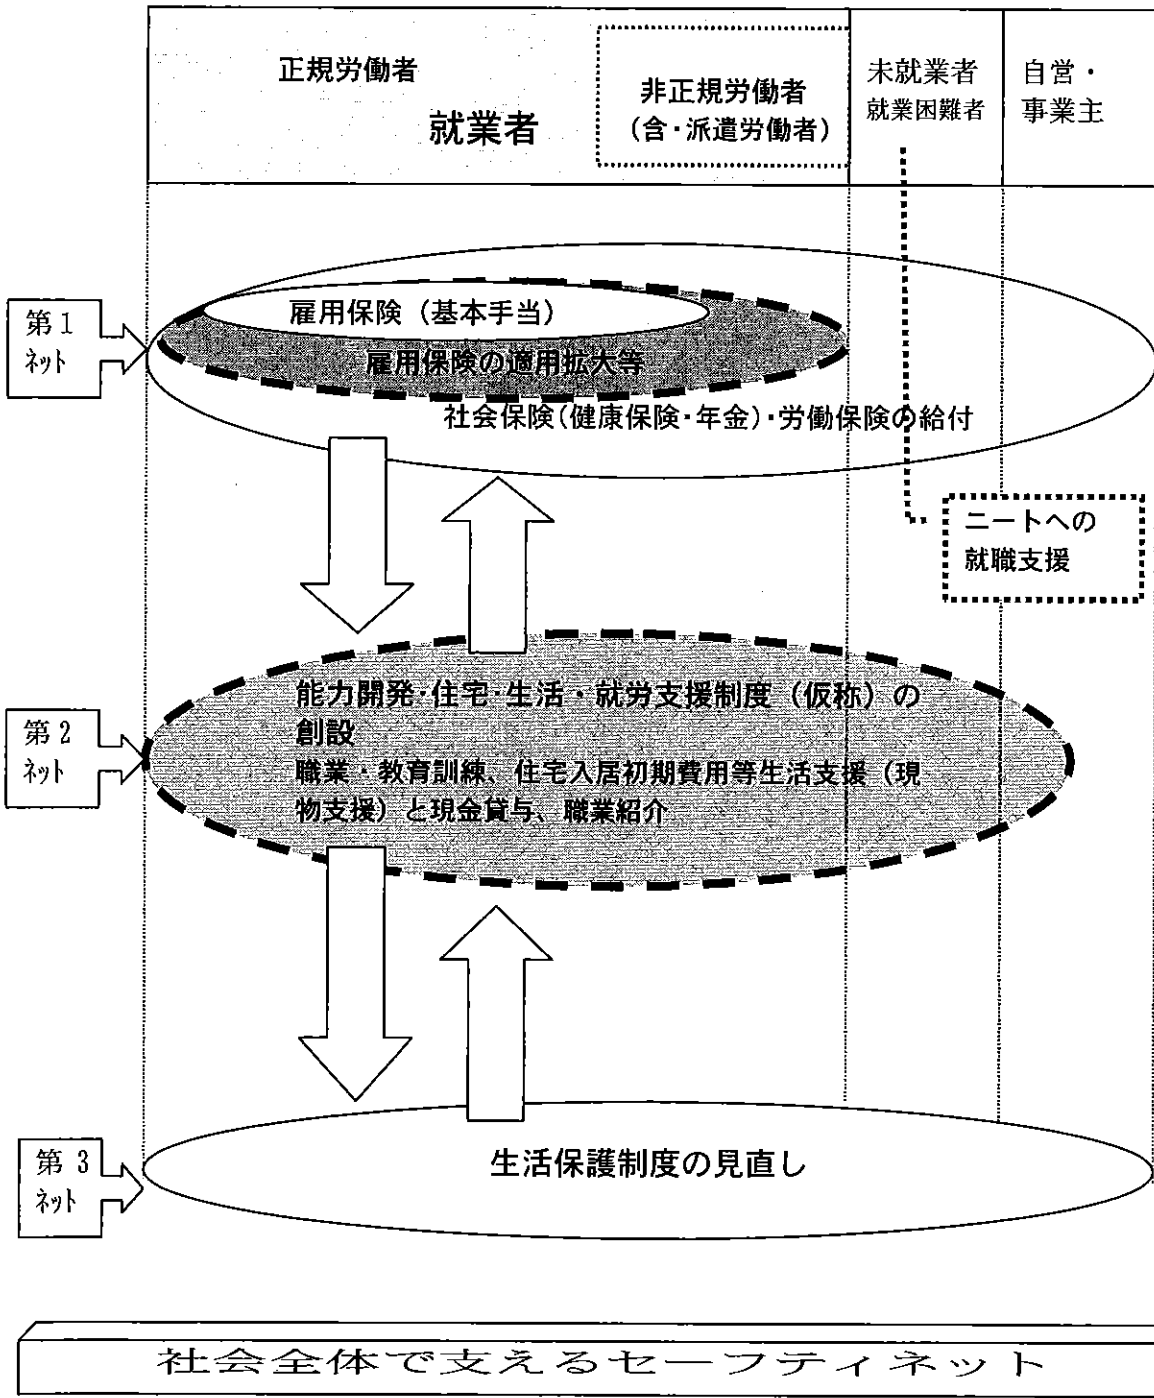 正規労働者
就業者
非正規労働者
(含・派遣労働者)
未就業者
就業困難者
自営・
事業主
第1
ネット
雇用保険(基本手当)
雇用保険の適用拡大等
社会保険(健康保険・年金)・労働保険の給付
ニートへの
就職支援
第2
ネット
能力開発・住宅・生活・就労支援制度(仮称)の
創設
職業・教育訓練、住宅入居初期費用等生活支援(現
物支援)と現金貸与、職業紹介
第3
ネット
生活保護制度の見直し
社会全体で支えるセーフティネット